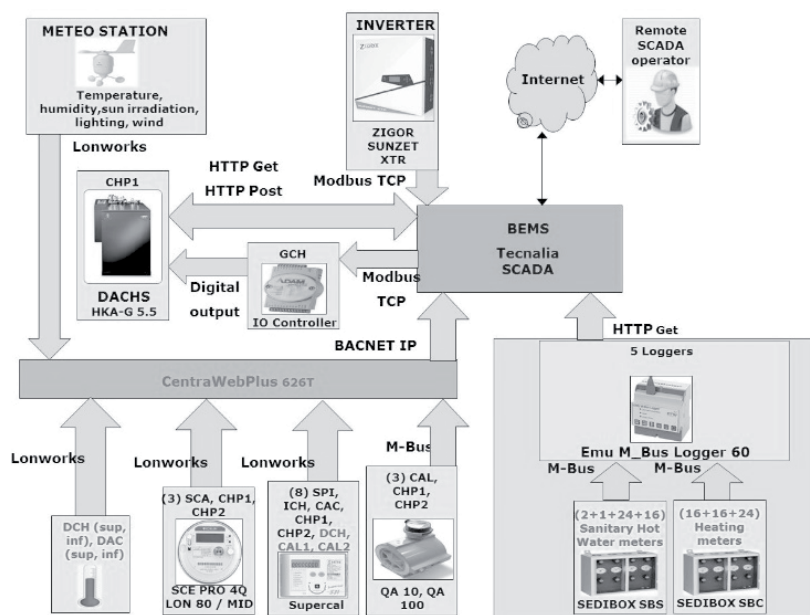 METEO STATION
Temperature,
humidity,sun irradiation,
lighting, wind
INVERTER
ZIGOR
SUNZET
XTR
Internet
Remote
SCADA
operator
Lonworks
HTTP Get
HTTP Post
Modbus TCP
CHP1
DACHS
HKA-G 5.5
Digital
output
GCH
IO Controller
Modbus
TCP
BEMS
Tecnalia
SCADA
BACNET IP
HTTP Get
CentraWebPlus 626T
5 Loggers
Emu M_Bus Logger 60
Lonworks
Lonworks
Lonworks
M-Bus
M-Bus
M-Bus
DCH (sup,
inf), DAC
(sup, inf)
(3) SCA, CHP1,
CHP2
SCE PRO 4Q
LON 80 / MID
(8) SPI,
ICH, CAC,
CHP1,
CHP2, DCH,
CAL1, CAL2
Supercal
(3) CAL,
CHP1,
CHP2
QA 10, QA
100
(2+1+24+16)
Sanitary Hot
Water meters
SEDIBOX SBS
(16+16+24)
Heating
meters
SEDIBOX SBC